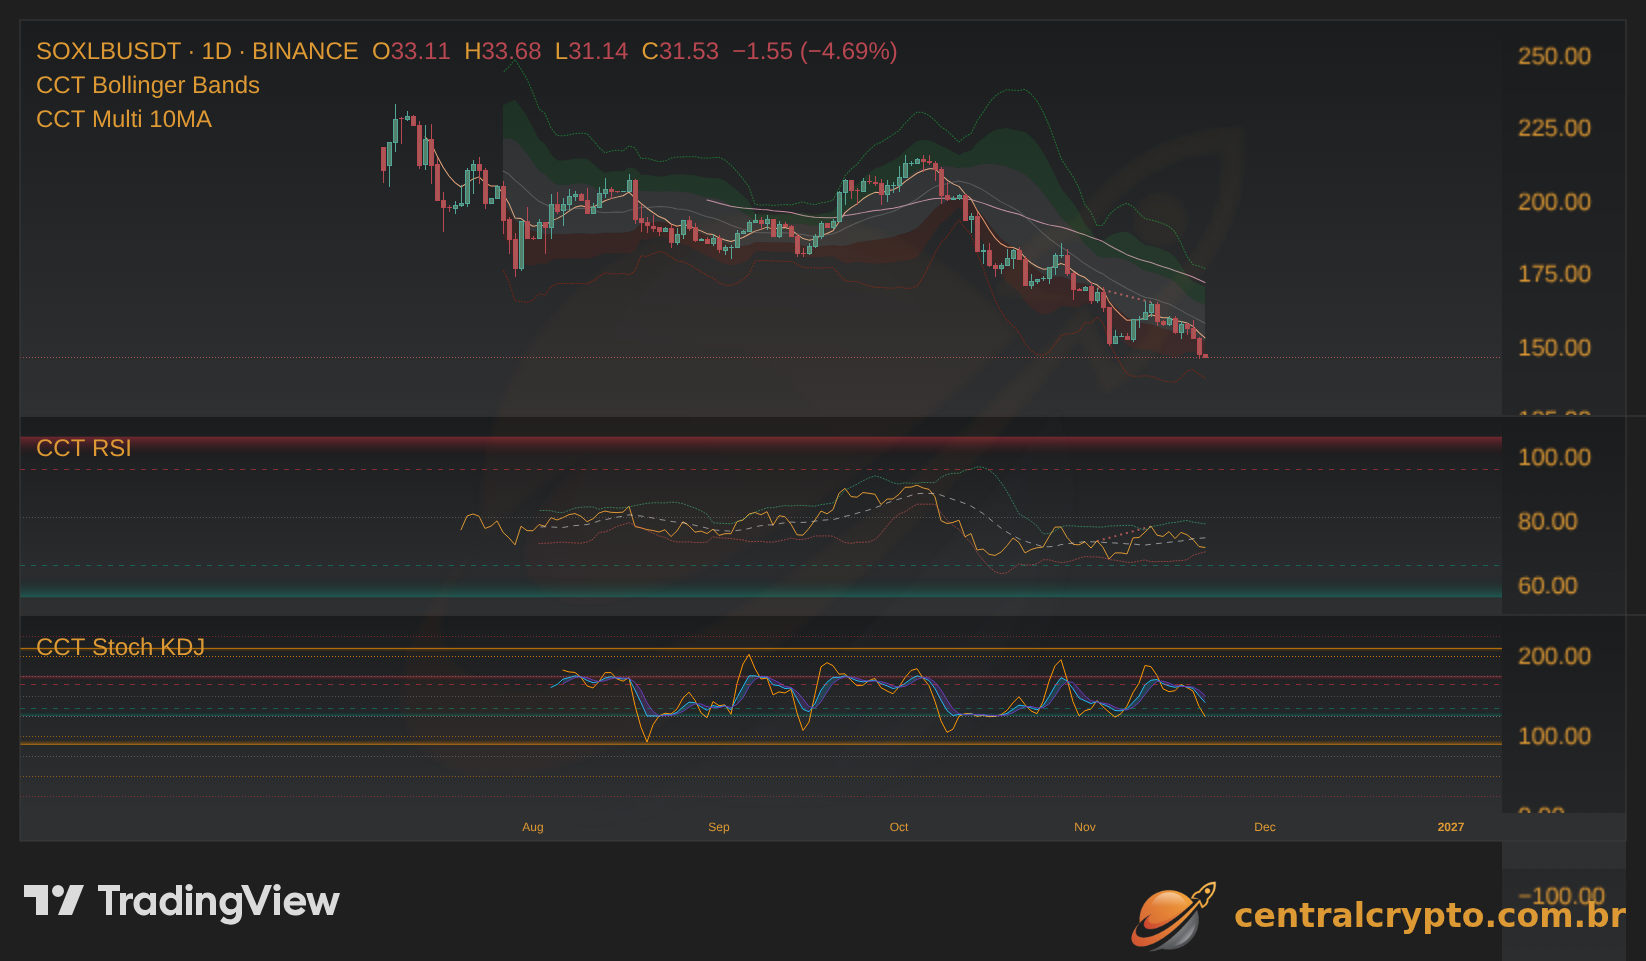 SOXLBUSDT · 1D · BINANCE O33.11 H33.68 L31.14 C31.53 −1.55 (−4.69%)
CCT Bollinger Bands
CCT Multi 10MA
250.00
225.00
200.00
175.00
150.00
CCT RSI
100.00
80.00
60.00
CCT Stoch KDJ
200.00
100.00
Aug Sep Oct Nov Dec 2027
−100.00
TradingView
centralcrypto.com.br